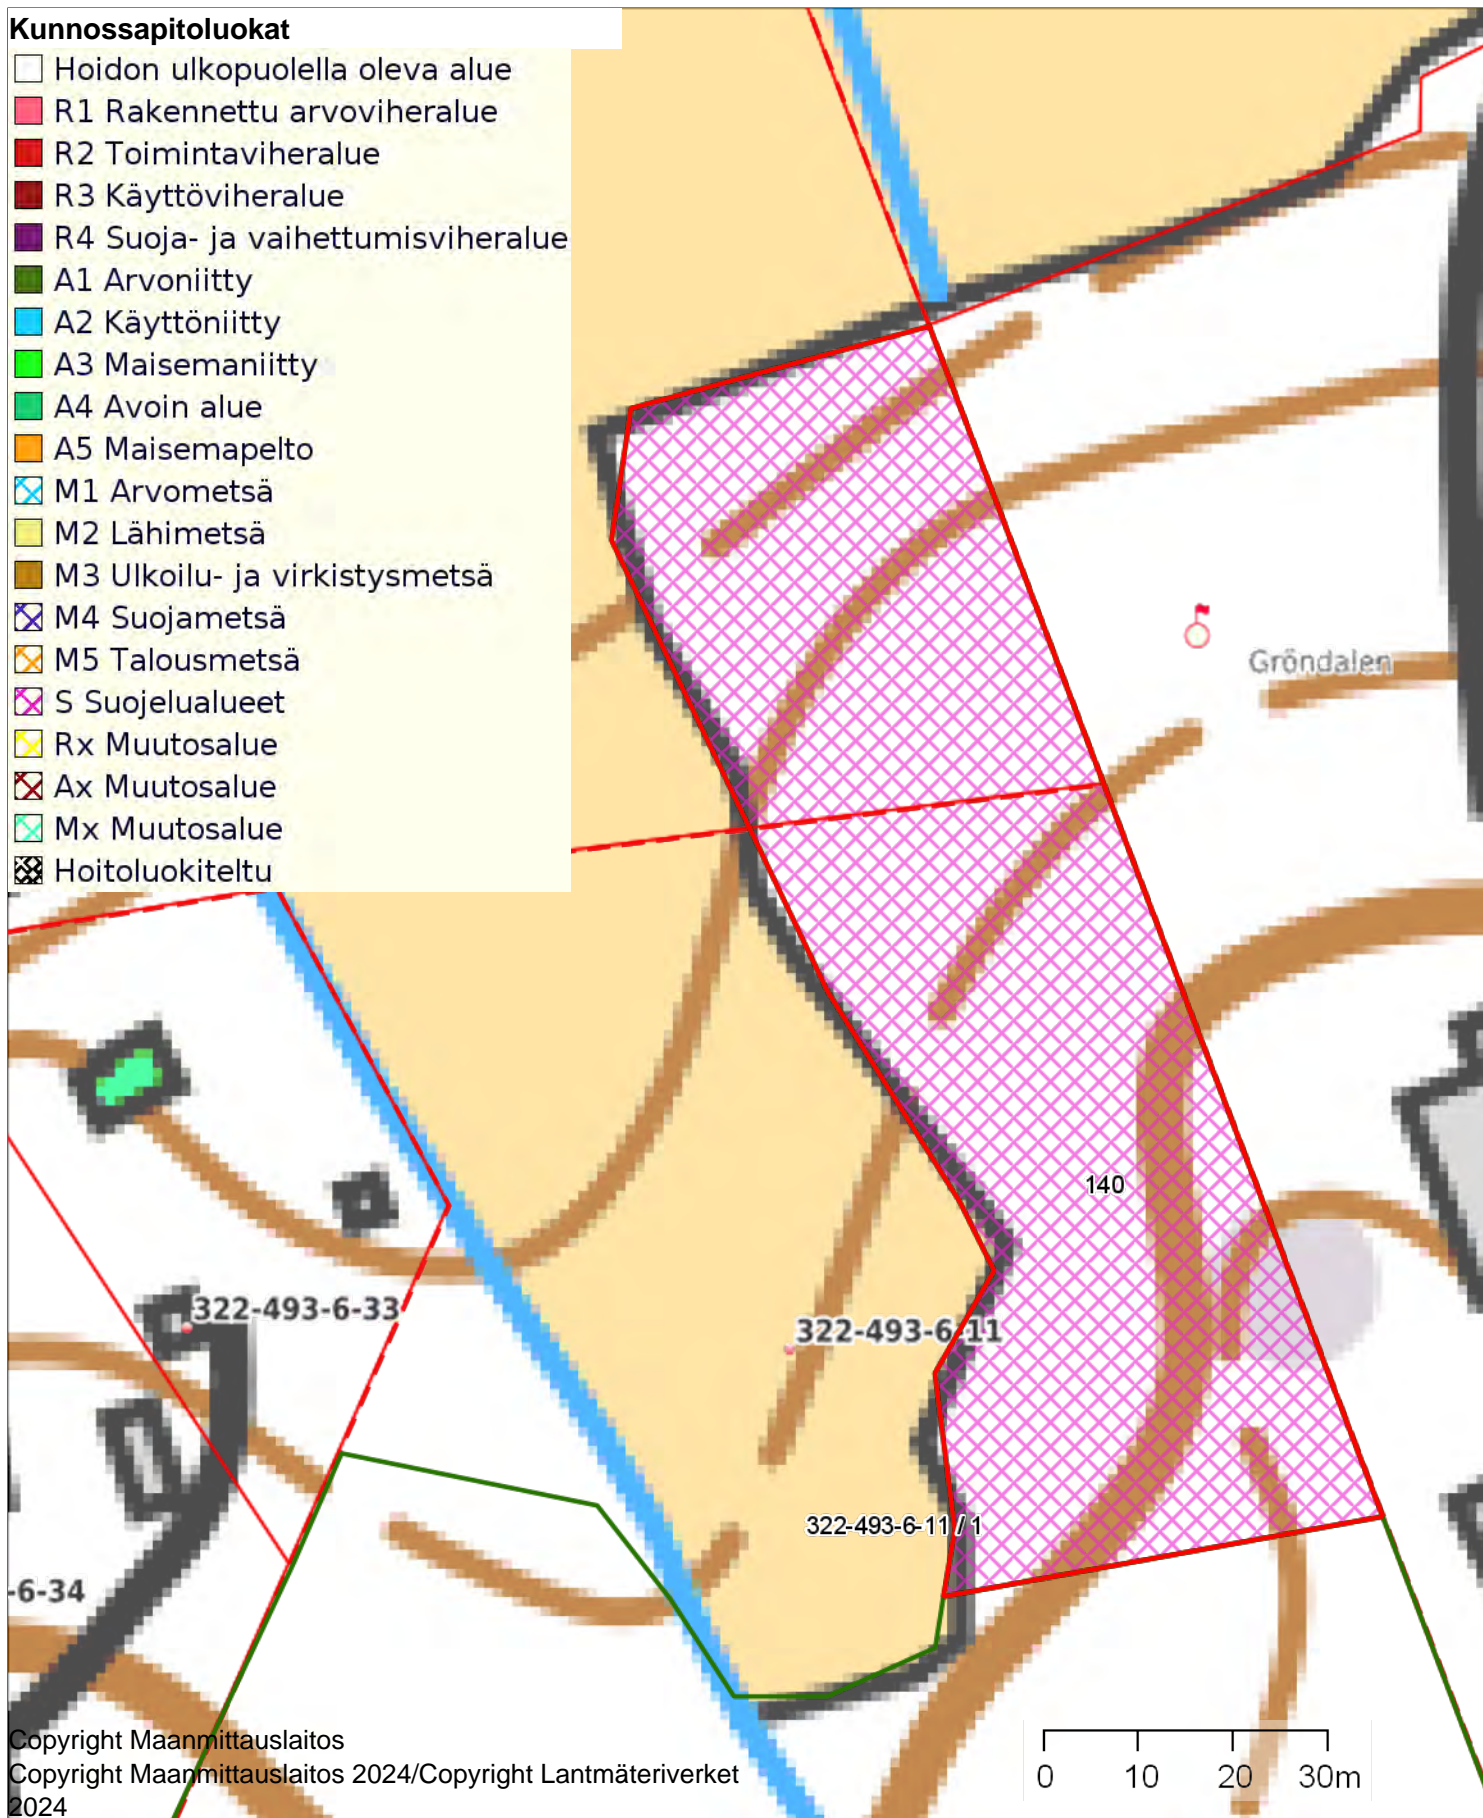 Kunnossapitoluokat
Hoidon ulkopuolella oleva alue
R1 Rakennettu arvoviheralue
R2 Toimintaviheralue
R3 Käyttöviheralue
R4 Suoja- ja vaihettumisviheralue
A1 Arvoniitty
A2 Käyttöniitty
A3 Maisemaniitty
A4 Avoin alue
A5 Maisemapelto
M1 Arvometsä
M2 Lähimetsä
M3 Ulkoilu- ja virkistysmetsä
M4 Suojametsä
M5 Talousmetsä
S Suojelualueet
Rx Muutosalue
Ax Muutosalue
Mx Muutosalue
Hoitoluokiteltu
Gröndalen
140
322-493-6-33
322-493-6-11
322-493-6-11 / 1
-6-34
Copyright Maanmittauslaitos
Copyright Maanmittauslaitos 2024/Copyright Lantmäteriverket
2024
0 10 20 30m